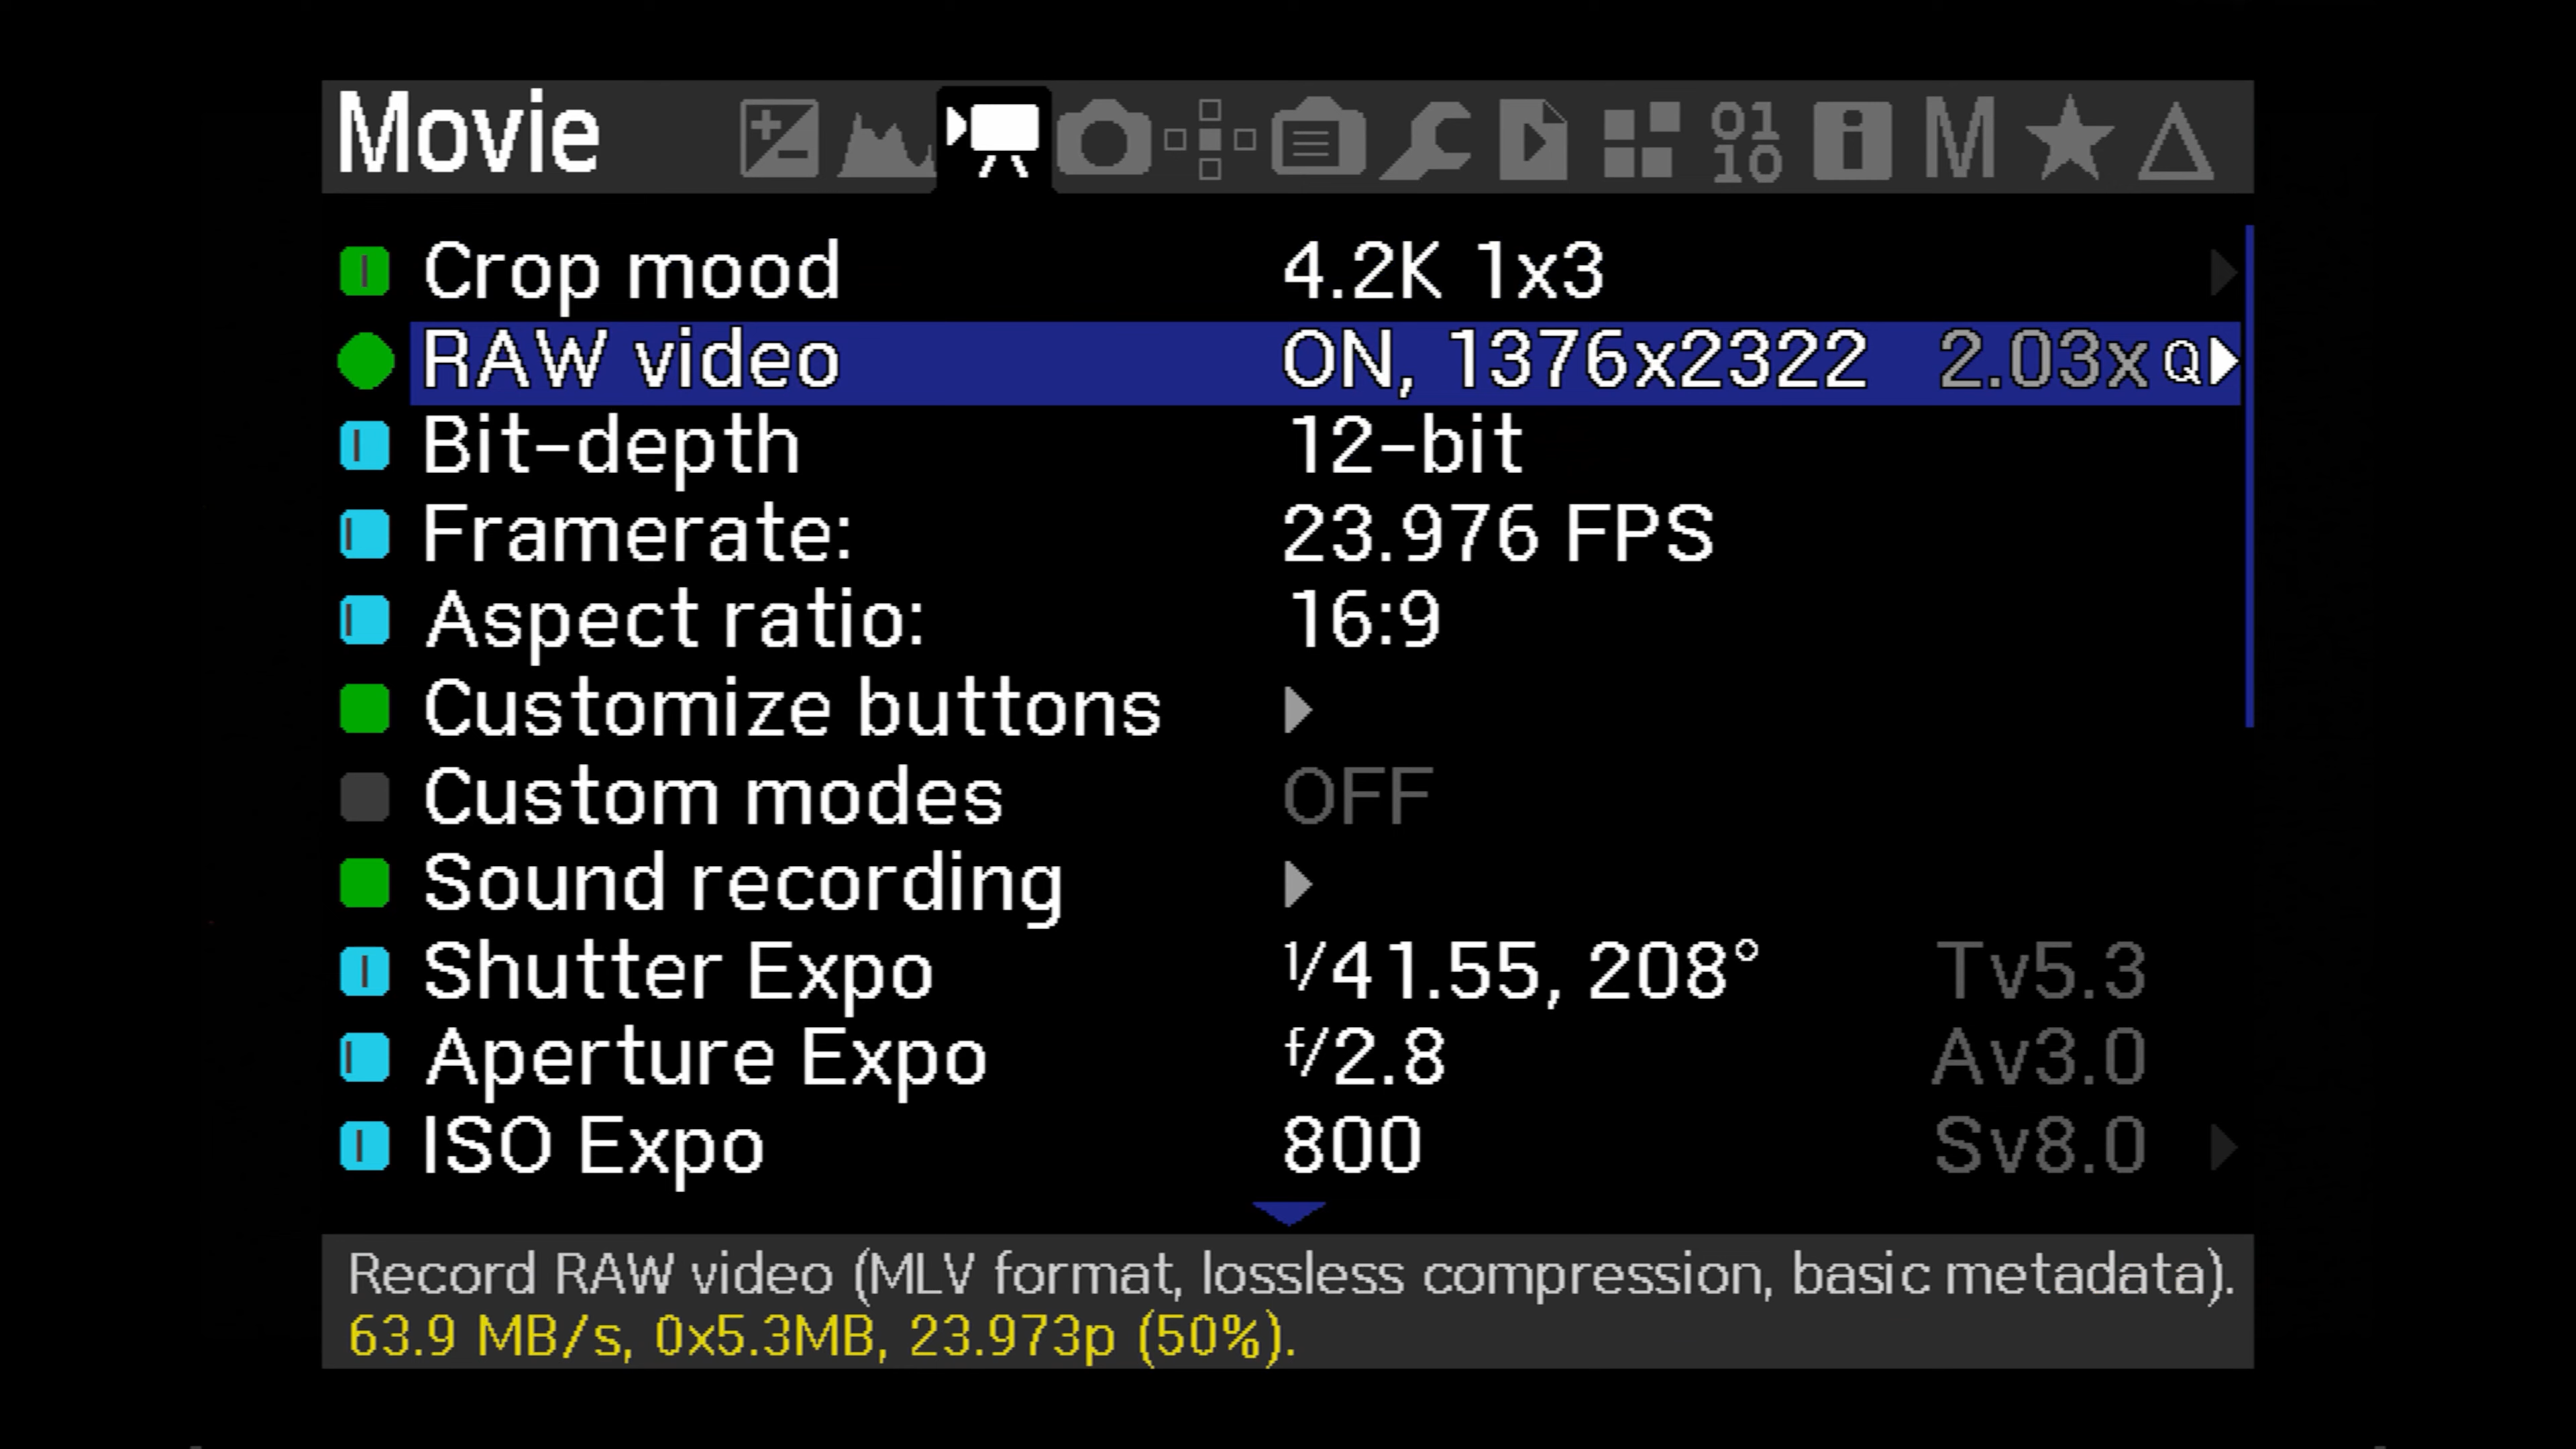 Movie
Crop mood 4.2K 1x3
RAW video ON, 1376x2322 2.03x Q
Bit-depth 12-bit
Framerate: 23.976 FPS
Aspect ratio: 16:9
Customize buttons
Custom modes OFF
Sound recording
Shutter Expo 1/41.55, 208° Tv5.3
Aperture Expo f/2.8 Av3.0
ISO Expo 800 Sv8.0
Record RAW video (MLV format, lossless compression, basic metadata).
63.9 MB/s, 0x5.3MB, 23.973p (50%).